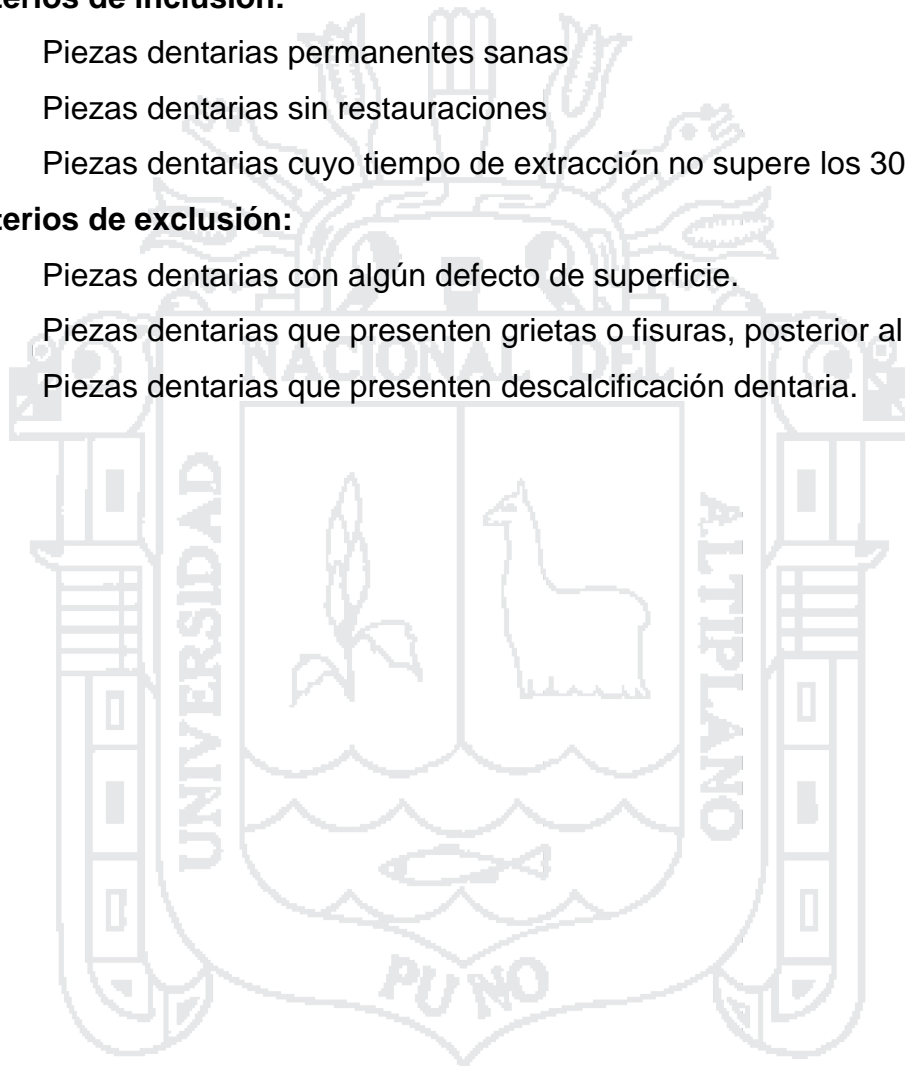 terios de inclusión:
Piezas dentarias permanentes sanas
Piezas dentarias sin restauraciones
Piezas dentarias cuyo tiempo de extracción no supere los 30
terios de exclusión:
Piezas dentarias con algún defecto de superficie.
Piezas dentarias que presenten grietas o fisuras, posterior al
Piezas dentarias que presenten descalcificación dentaria.
NACIONAL DEL
UNIVERSIDAD
ALTIPLANO
PUNO